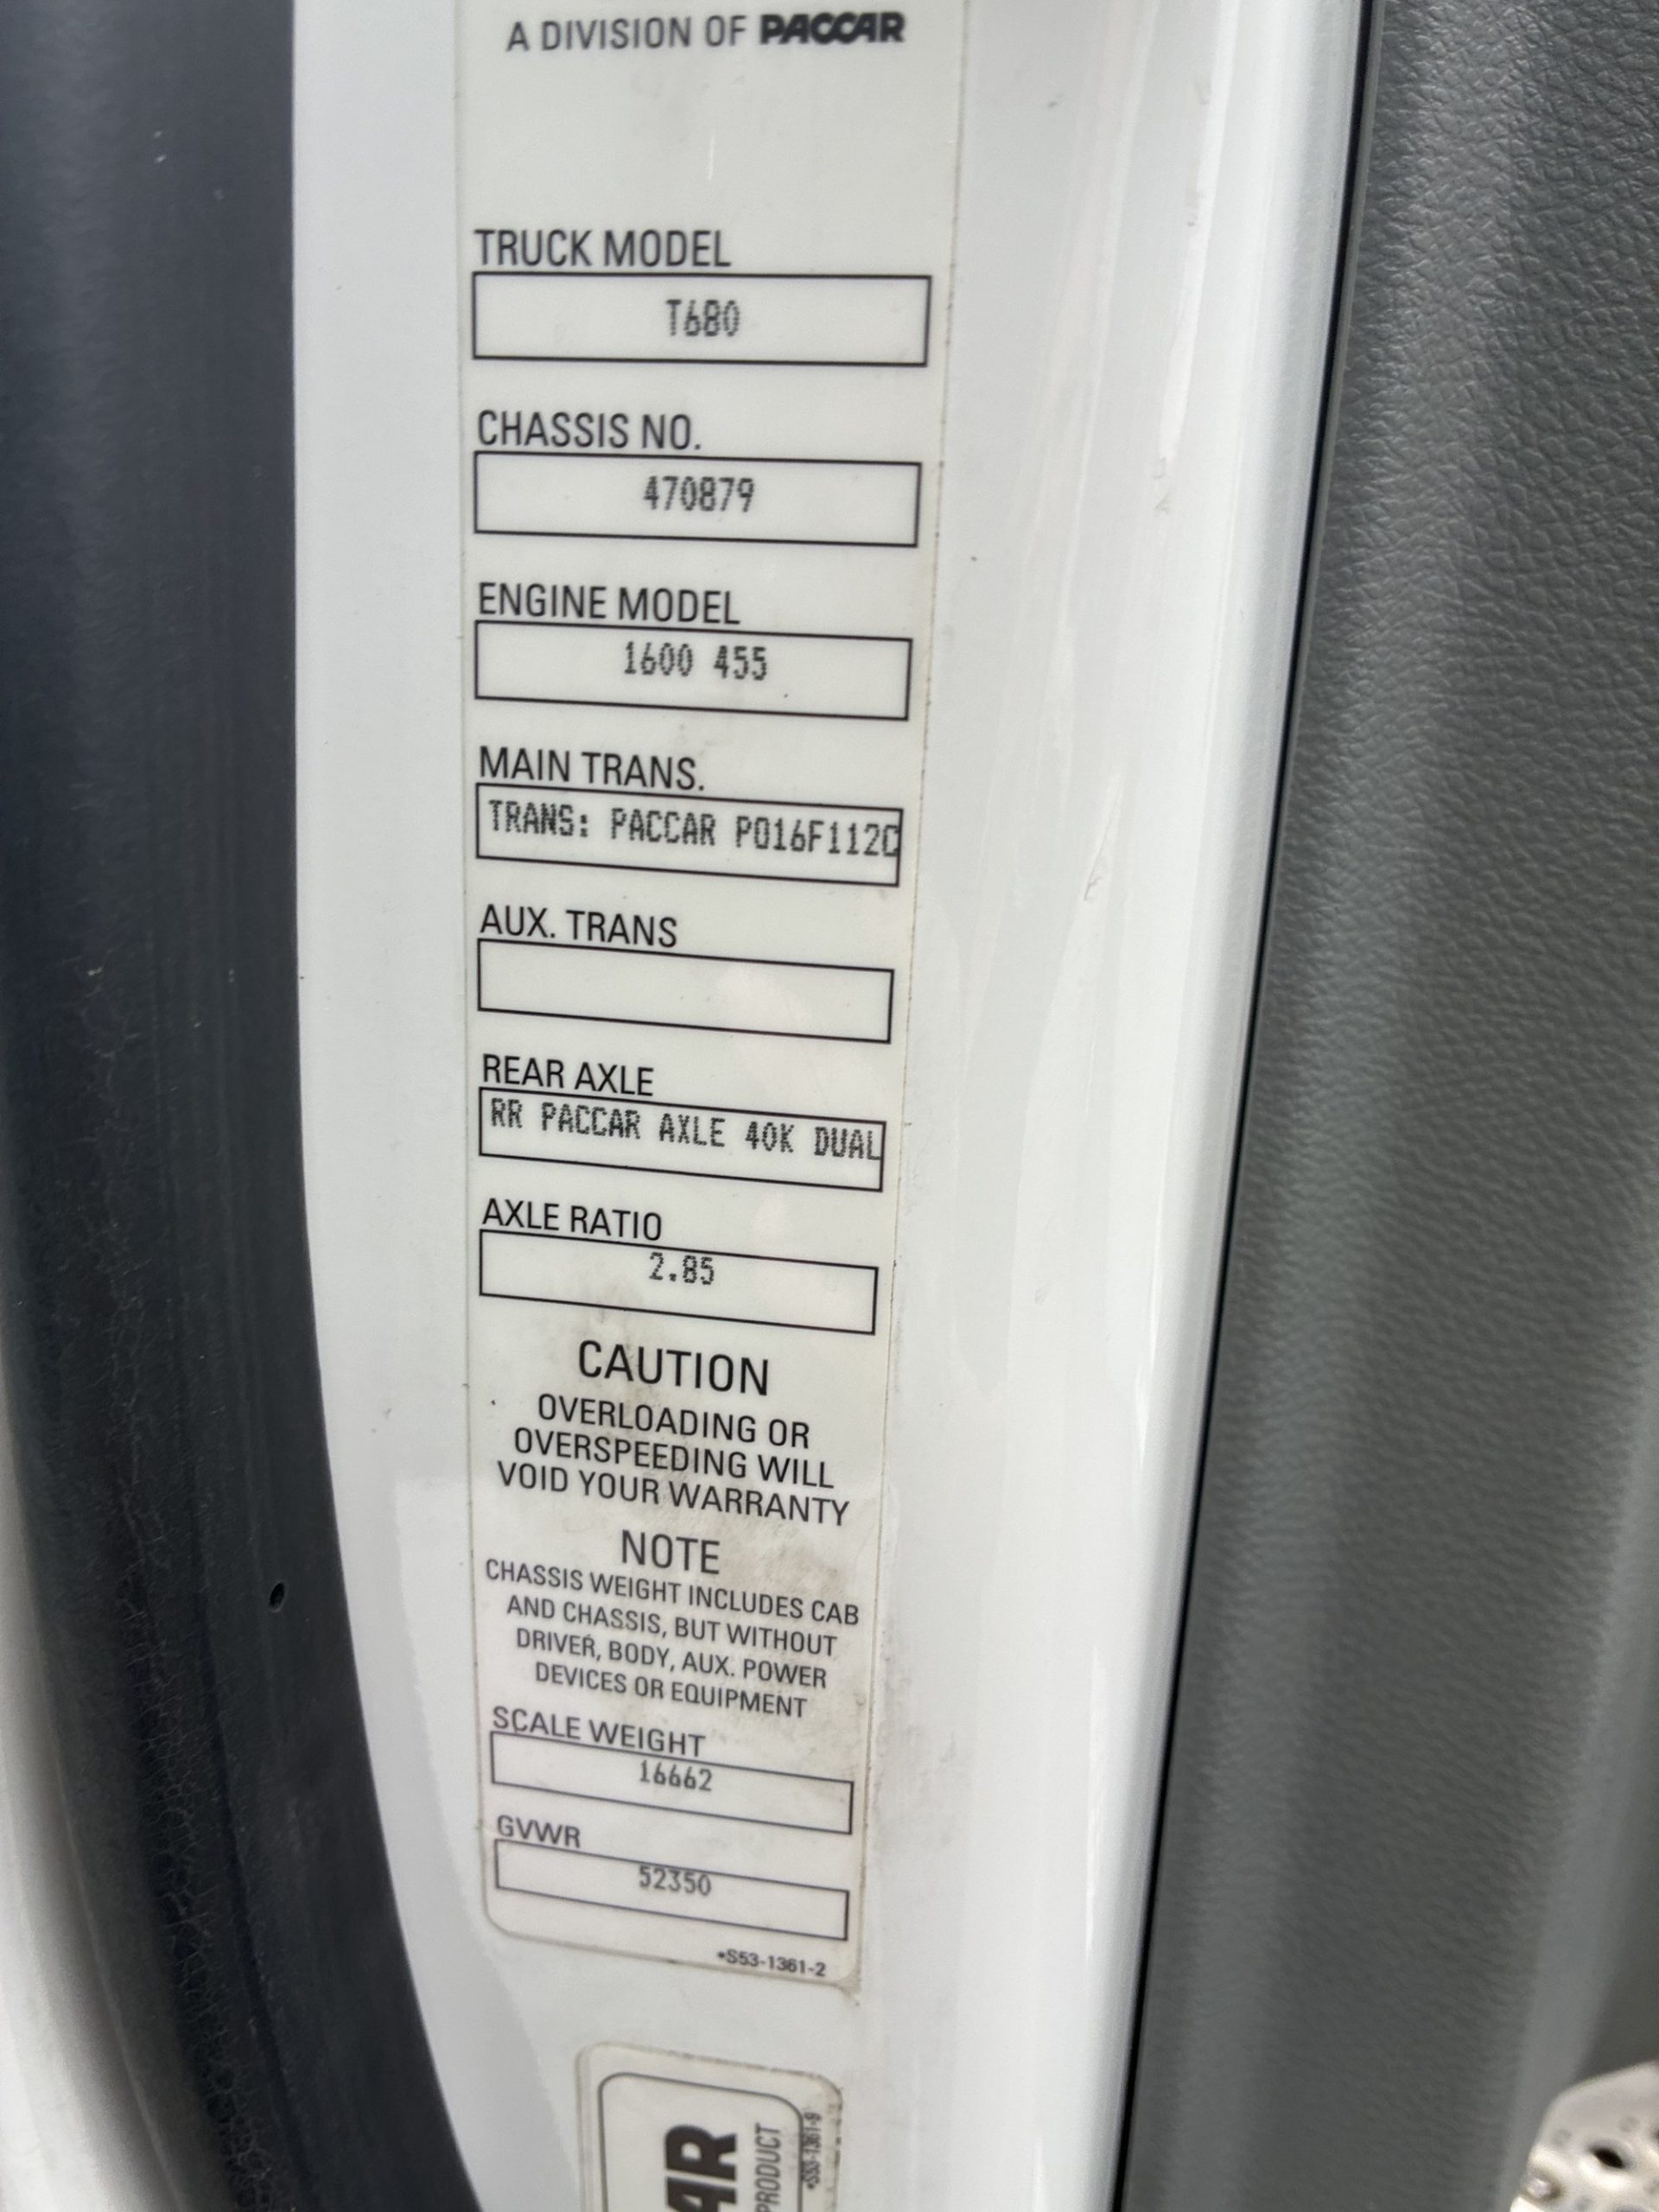 A DIVISION OF PACCAR
TRUCK MODEL
T680
CHASSIS NO.
470879
ENGINE MODEL
1600 455
MAIN TRANS.
TRANS: PACCAR PO16F112C
AUX. TRANS
REAR AXLE
RR PACCAR AXLE 40K DUAL
AXLE RATIO
2.85
CAUTION
OVERLOADING OR
OVERSPEEDING WILL
VOID YOUR WARRANTY
NOTE
CHASSIS WEIGHT INCLUDES CAB
AND CHASSIS, BUT WITHOUT
DRIVER, BODY, AUX. POWER
DEVICES OR EQUIPMENT
SCALE WEIGHT
16662
GVWR
52350
•S53-1361-2
AR
PRODUCT